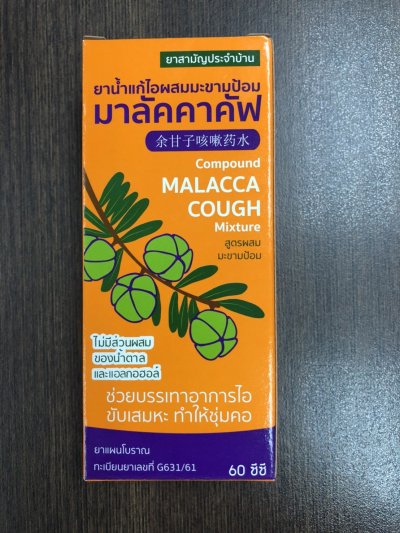 ยาสามัญประจำบ้าน
ยาน้ำแก้ไอผสมมะขามป้อม
มาลัคคาคัฟ
余甘子咳嗽药水
Compound
MALACCA
COUGH
Mixture
สูตรผสม
มะขามป้อม
ไม่มีส่วนผสม
ของน้ำตาล
และแอลกอฮอล์
ช่วยบรรเทาอาการไอ
ขับเสมหะ ทำให้ชุ่มคอ
ยาแผนโบราณ
ทะเบียนยาเลขที่ G631/61
60 ซีซี